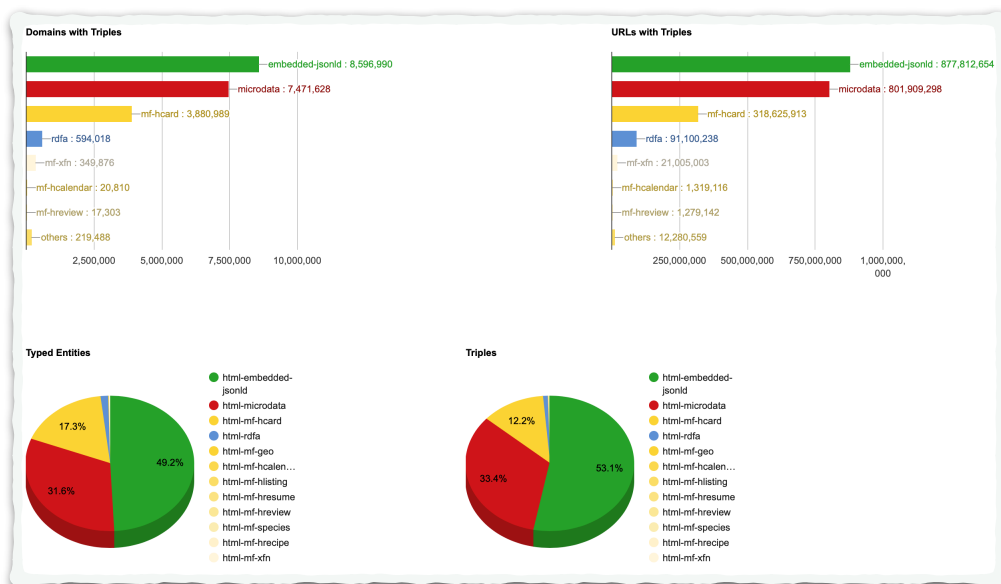 Domains with Triples
embedded-jsonld : 8,596,990
microdata : 7,471,628
mf-hcard : 3,880,989
rdfa : 594,018
mf-xfn : 349,876
mf-hcalendar : 20,810
mf-hreview : 17,303
others : 219,488
2,500,000 5,000,000 7,500,000 10,000,000
URLs with Triples
embedded-jsonld : 877,812,654
microdata : 801,909,298
mf-hcard : 318,625,913
rdfa : 91,100,238
mf-xfn : 21,005,003
mf-hcalendar : 1,319,116
mf-hreview : 1,279,142
others : 12,280,559
250,000,000 500,000,000 750,000,000 1,000,000,
000
Typed Entities
49.2%
31.6%
17.3%
html-embedded-
jsonld
html-microdata
html-mf-hcard
html-rdfa
html-mf-geo
html-mf-hcalen...
html-mf-hlisting
html-mf-hresume
html-mf-hreview
html-mf-species
html-mf-hrecipe
html-mf-xfn
Triples
53.1%
33.4%
12.2%
html-embedded-
jsonld
html-microdata
html-mf-hcard
html-rdfa
html-mf-geo
html-mf-hcalen...
html-mf-hlisting
html-mf-hresume
html-mf-hreview
html-mf-species
html-mf-hrecipe
html-mf-xfn